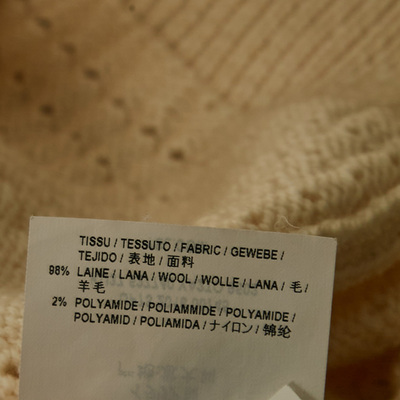 TISSU / TESSUTO / FABRIC / GEWEBE /
TEJIDO / 表地 / 面料
98% LAINE / LANA / WOOL / WOLLE / LANA / 毛 /
羊毛
2% POLYAMIDE / POLIAMMIDE / POLYAMIDE /
POLYAMID / POLIAMIDA / ナイロン / 锦纶